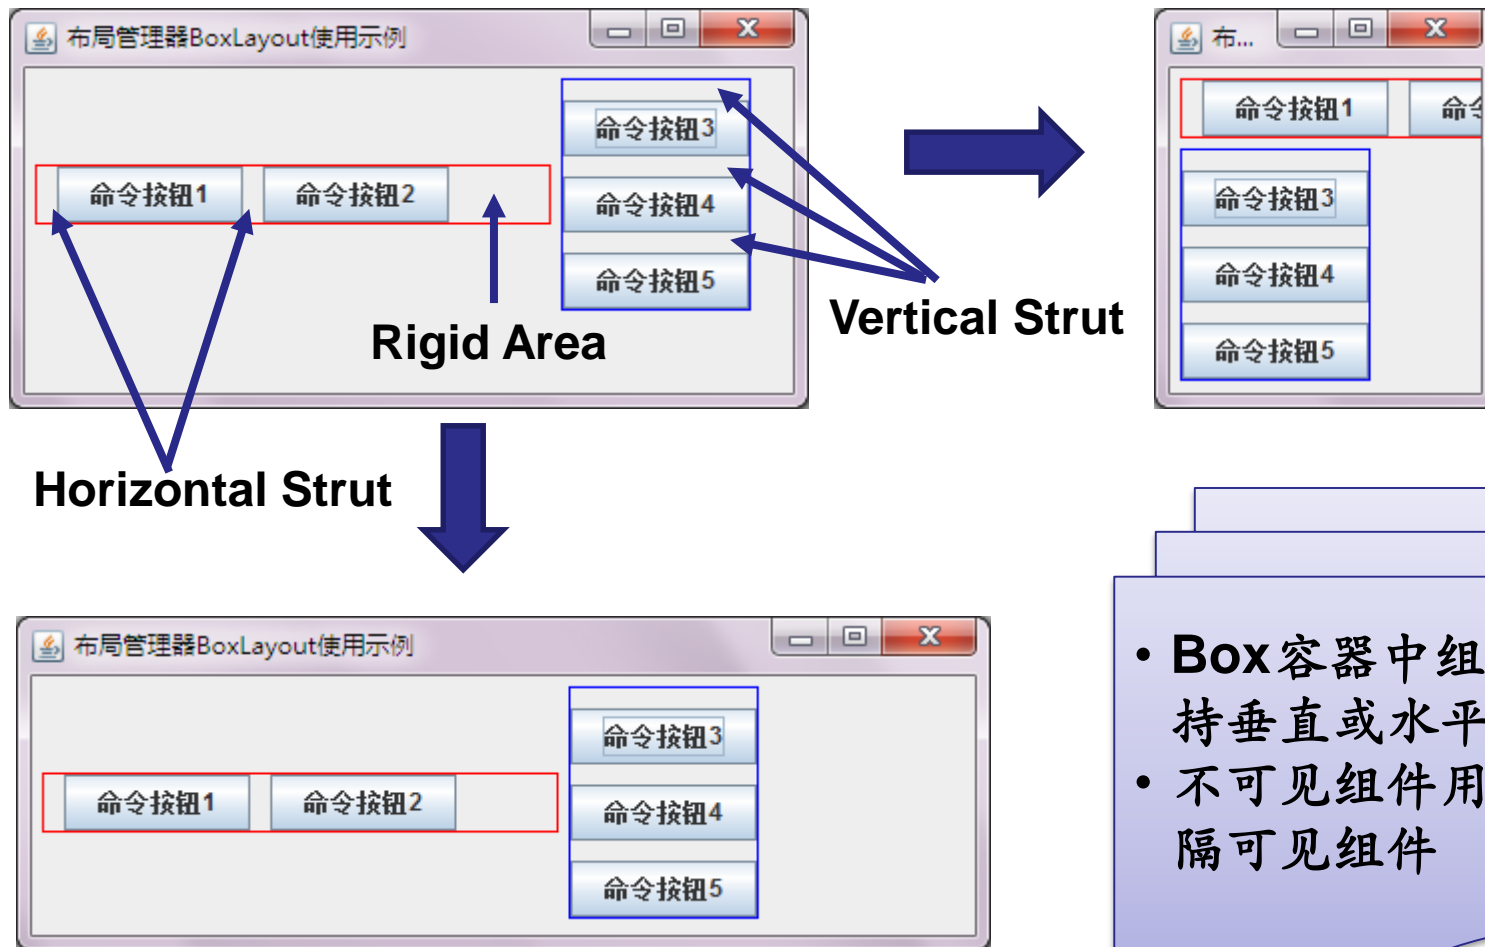 布局管理器BoxLayout使用示例
命令按钮1
命令按钮2
命令按钮3
命令按钮4
命令按钮5
Rigid Area
Vertical Strut
Horizontal Strut
布...
命令按钮1
命令按钮3
命令按钮4
命令按钮5
布局管理器BoxLayout使用示例
命令按钮1
命令按钮2
命令按钮3
命令按钮4
命令按钮5
• Box容器中组
持垂直或水平
• 不可见组件用
隔可见组件